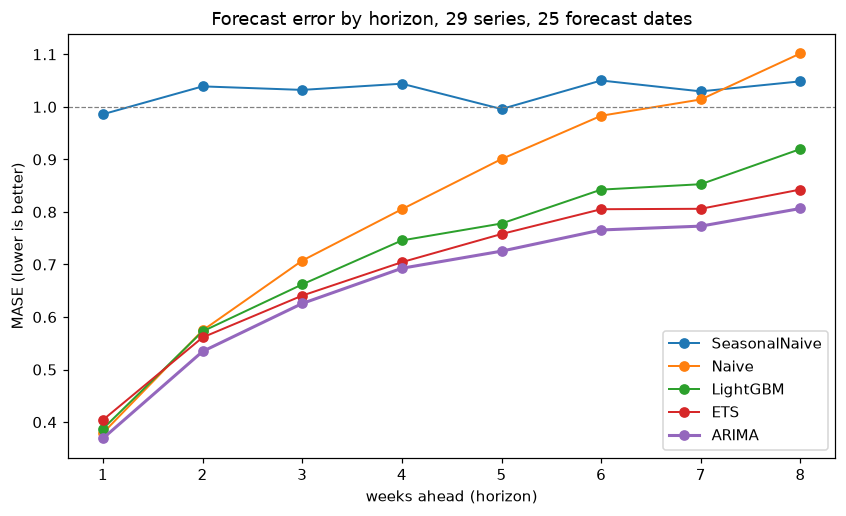 Forecast error by horizon, 29 series, 25 forecast dates
MASE (lower is better)
1.1
1.0
0.9
0.8
0.7
0.6
0.5
0.4
SeasonalNaive
Naive
LightGBM
ETS
ARIMA
1 2 3 4 5 6 7 8
weeks ahead (horizon)